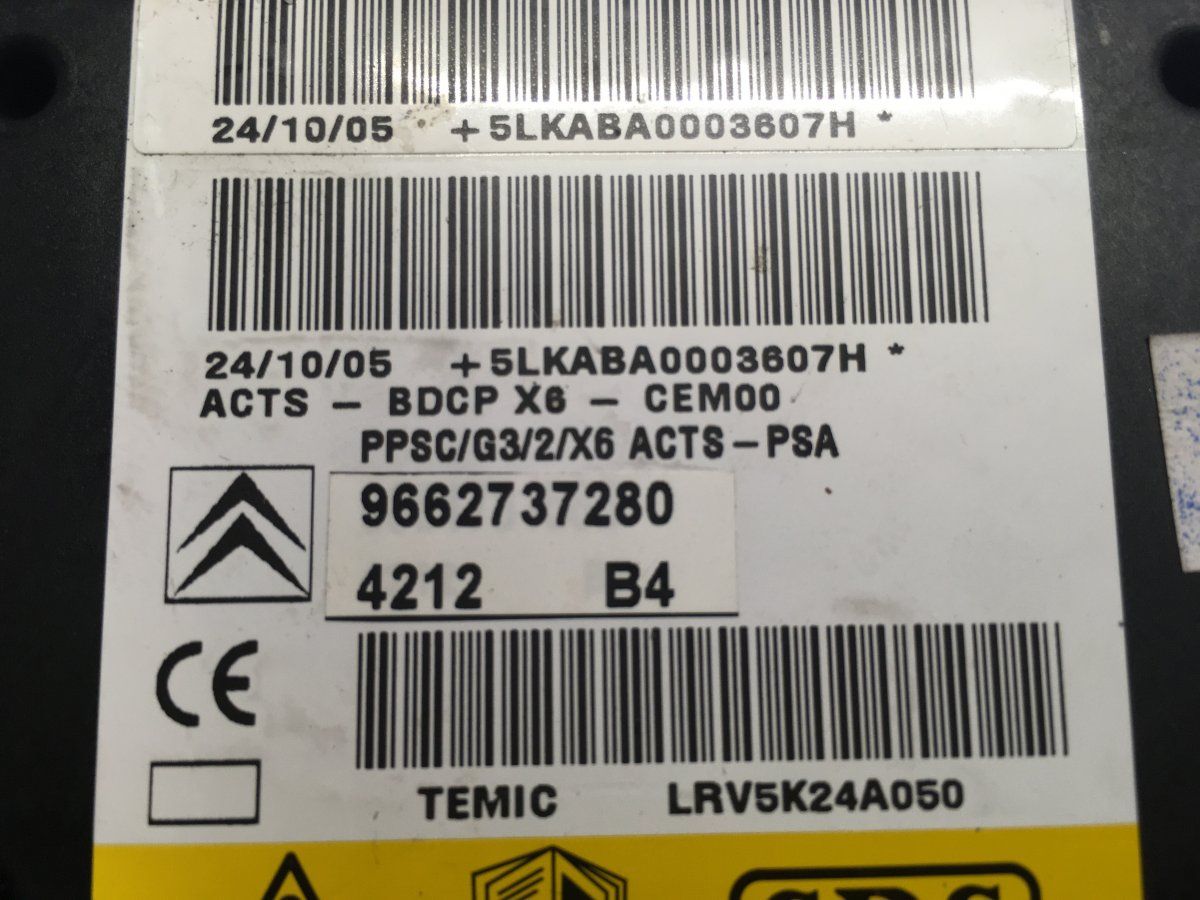 24/10/05 +5LKABA0003607H *
24/10/05 +5LKABA0003607H *
ACTS - BDCP X6 - CEM00
PPSC/G3/2/X6 ACTS-PSA
9662737280
4212 B4
CE
TEMIC LRV5K24A050